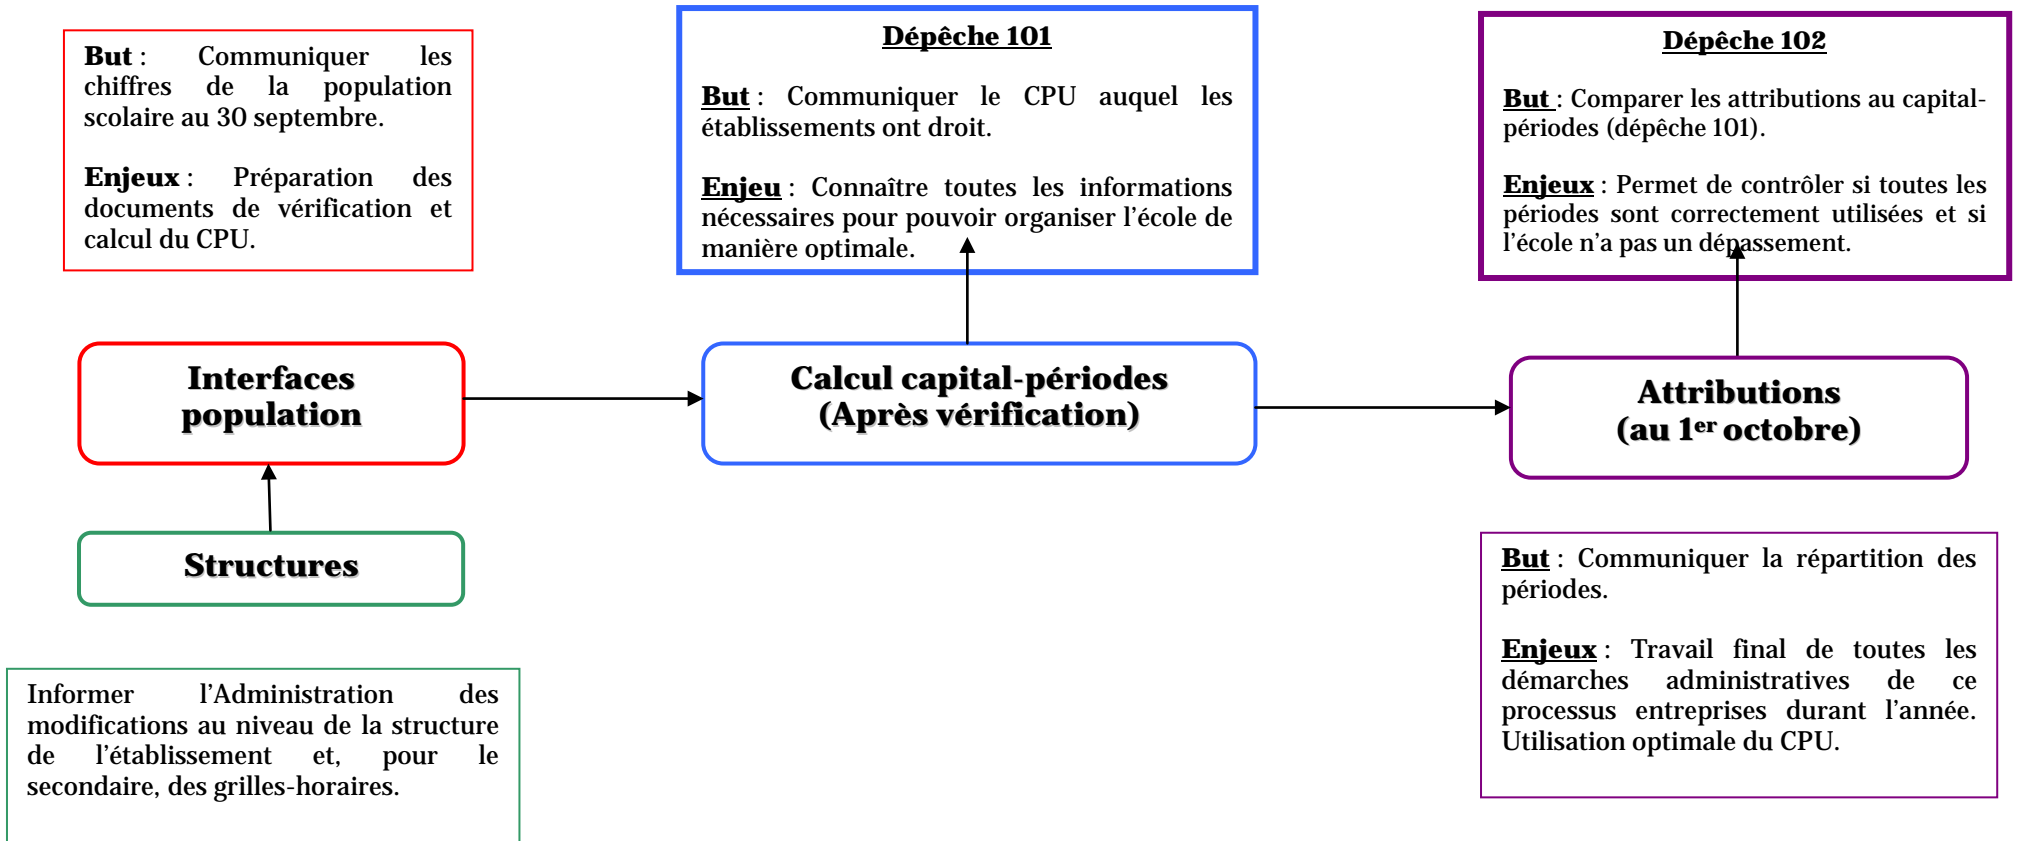 But : Communiquer les
chiffres de la population
scolaire au 30 septembre.
Enjeux : Préparation des
documents de vérification et
calcul du CPU.
Dépêche 101
But : Communiquer le CPU auquel les
établissements ont droit.
Enjeu : Connaître toutes les informations
nécessaires pour pouvoir organiser l’école de
manière optimale.
Dépêche 102
But : Comparer les attributions au capital-
périodes (dépêche 101).
Enjeux : Permet de contrôler si toutes les
périodes sont correctement utilisées et si
l’école n’a pas un dépassement.
Interfaces
population
Calcul capital-périodes
(Après vérification)
Attributions
(au 1er octobre)
Structures
Informer l’Administration des
modifications au niveau de la structure
de l’établissement et, pour le
secondaire, des grilles-horaires.
But : Communiquer la répartition des
périodes.
Enjeux : Travail final de toutes les
démarches administratives de ce
processus entreprises durant l’année.
Utilisation optimale du CPU.